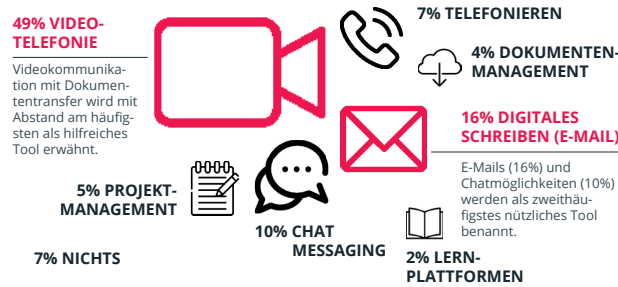 49% VIDEO-
TELEFONIE
Videokommunika-
tion mit Dokumen-
tentransfer wird mit
Abstand am häufig-
sten als hilfreiches
Tool erwähnt.
7% TELEFONIEREN
4% DOKUMENTEN-
MANAGEMENT
16% DIGITALES
SCHREIBEN (E-MAIL)
E-Mails (16%) und
Chatmöglichkeiten (10%)
werden als zweithäu-
figstes nützliches Tool
benannt.
5% PROJEKT-
MANAGEMENT
10% CHAT
MESSAGING
2% LERN-
PLATTFORMEN
7% NICHTS